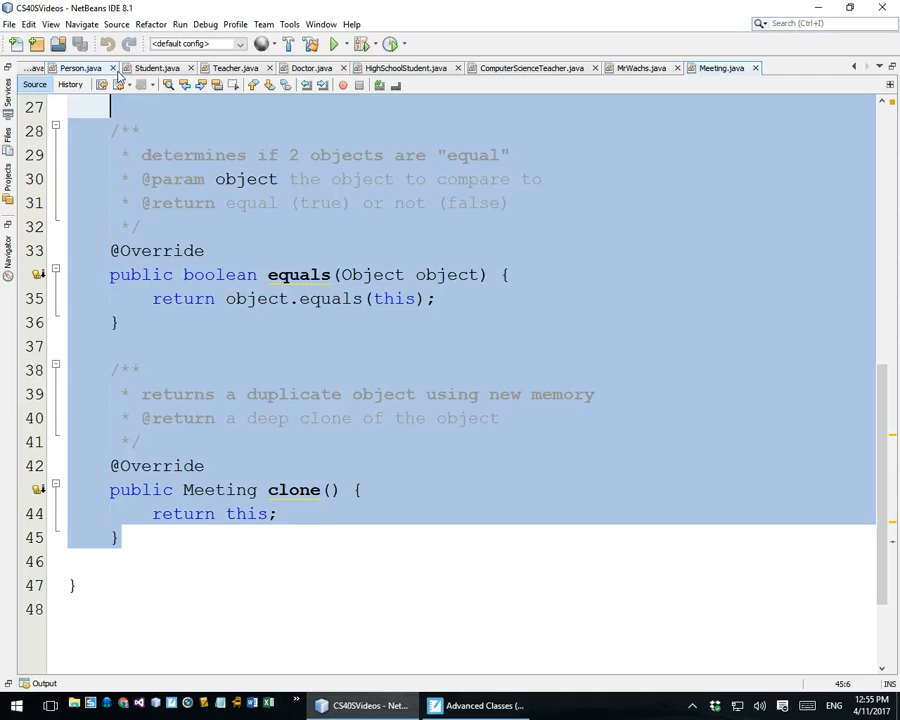 CS40SVideos - NetBeans IDE 8.1
File Edit View Navigate Source Refactor Run Debug Profile Team Tools Window Help
Search (Ctrl+I)
<default config>
...ava Person.java Student.java Teacher.java Doctor.java HighSchoolStudent.java ComputerScienceTeacher.java MrWachs.java Meeting.java
Source History
Services
Files
Projects
Navigator
27
28 /**
29 * determines if 2 objects are "equal"
30 * @param object the object to compare to
31 * @return equal (true) or not (false)
32 */
33 @Override
public boolean equals(Object object) {
35 return object.equals(this);
36 }
37
38 /**
39 * returns a duplicate object using new memory
40 * @return a deep clone of the object
41 */
42 @Override
public Meeting clone() {
44 return this;
45 }
46
47 }
48
Output
45:6 INS
CS40SVideos - Net... Advanced Classes (... ENG 12:55 PM
4/11/2017